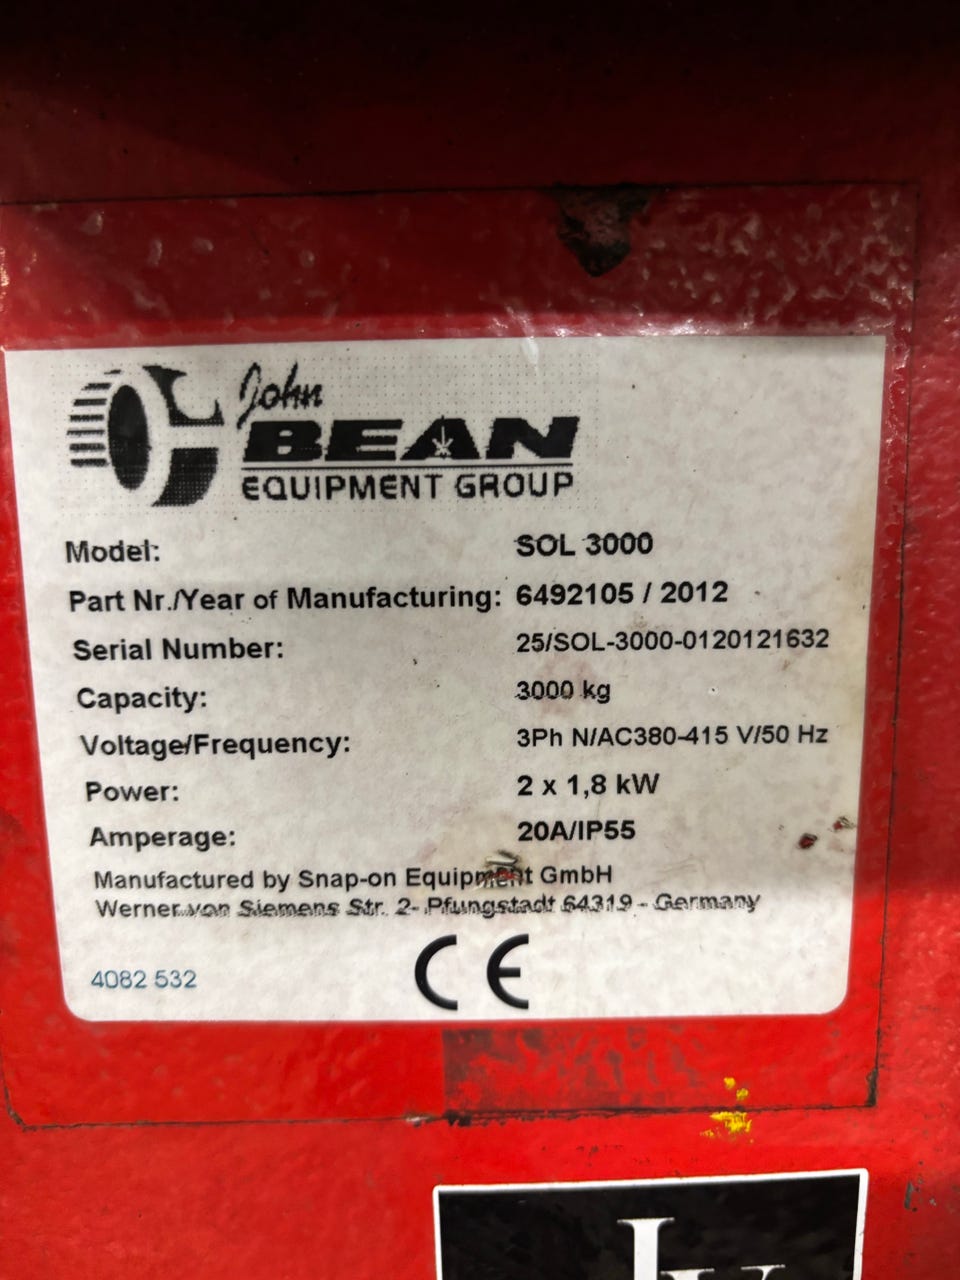 John
BEAN
EQUIPMENT GROUP
Model: SOL 3000
Part Nr./Year of Manufacturing: 6492105 / 2012
Serial Number: 25/SOL-3000-0120121632
Capacity: 3000 kg
Voltage/Frequency: 3Ph N/AC380-415 V/50 Hz
Power: 2 x 1,8 kW
Amperage: 20A/IP55
Manufactured by Snap-on Equipment GmbH
Werner von Siemens Str. 2- Pfungstadt 64319 - Germany
CE
4082 532